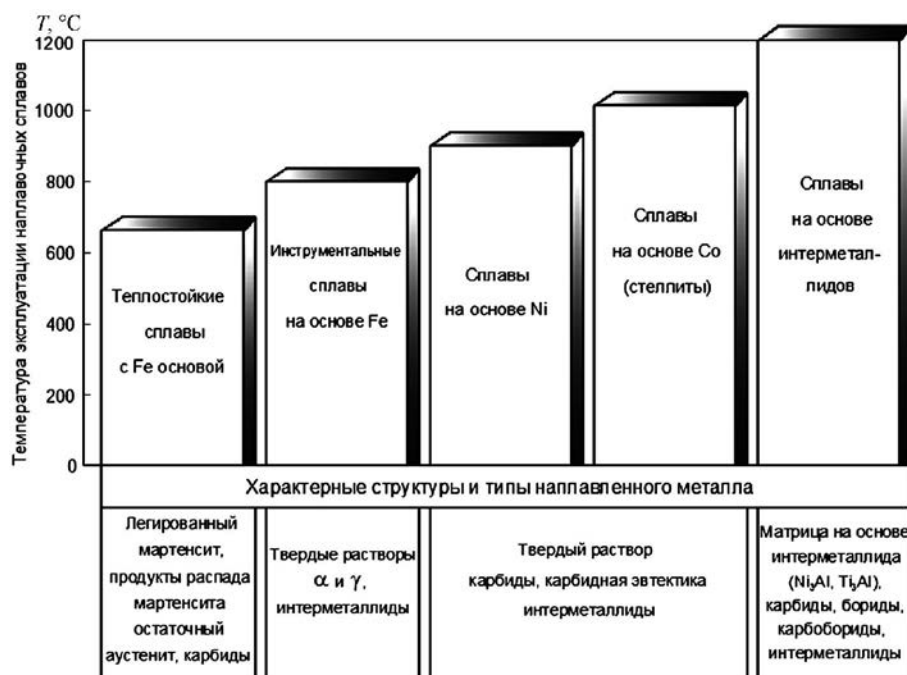 T, °C
Температура эксплуатации наплавочных сплавов
1200
1000
800
600
400
200
0
Теплостойкие
сплавы
с Fe основой
Инструментальные
сплавы
на основе Fe
Сплавы
на основе Ni
Сплавы
на основе Co
(стеллиты)
Сплавы
на основе
интерметал-
лидов
Характерные структуры и типы наплавленного металла
Легированный
мартенсит,
продукты распада
мартенсита
остаточный
аустенит, карбиды
Твердые растворы
α и γ,
интерметаллиды
Твердый раствор
карбиды, карбидная эвтектика
интерметаллиды
Матрица на основе
интерметаллида
(Ni₃Al, Ti₃Al),
карбиды, бориды,
карбобориды,
интерметаллиды